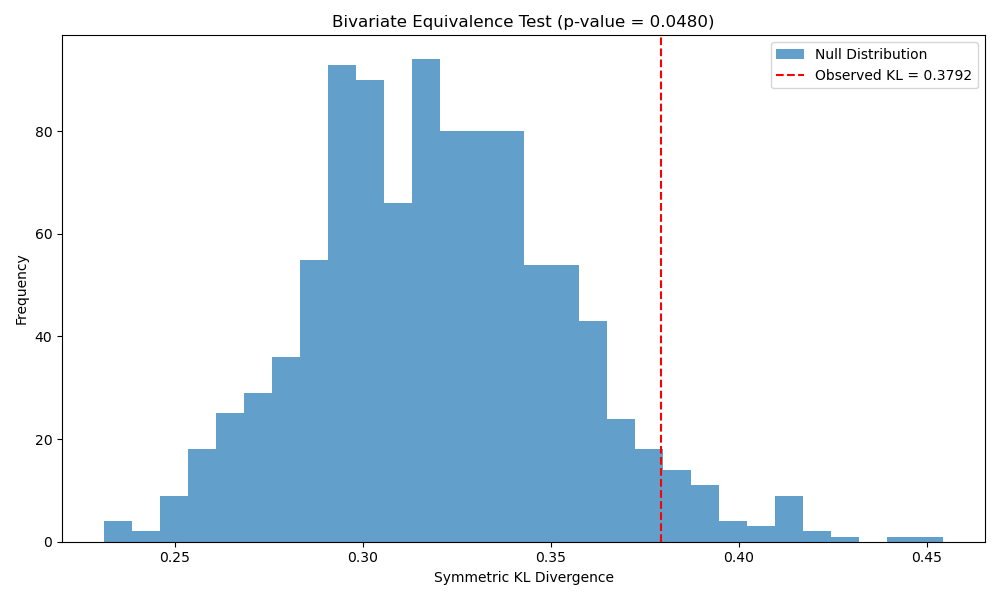 Bivariate Equivalence Test (p-value = 0.0480)
Null Distribution
Observed KL = 0.3792
Frequency
80
60
40
20
0
0.25 0.30 0.35 0.40 0.45
Symmetric KL Divergence